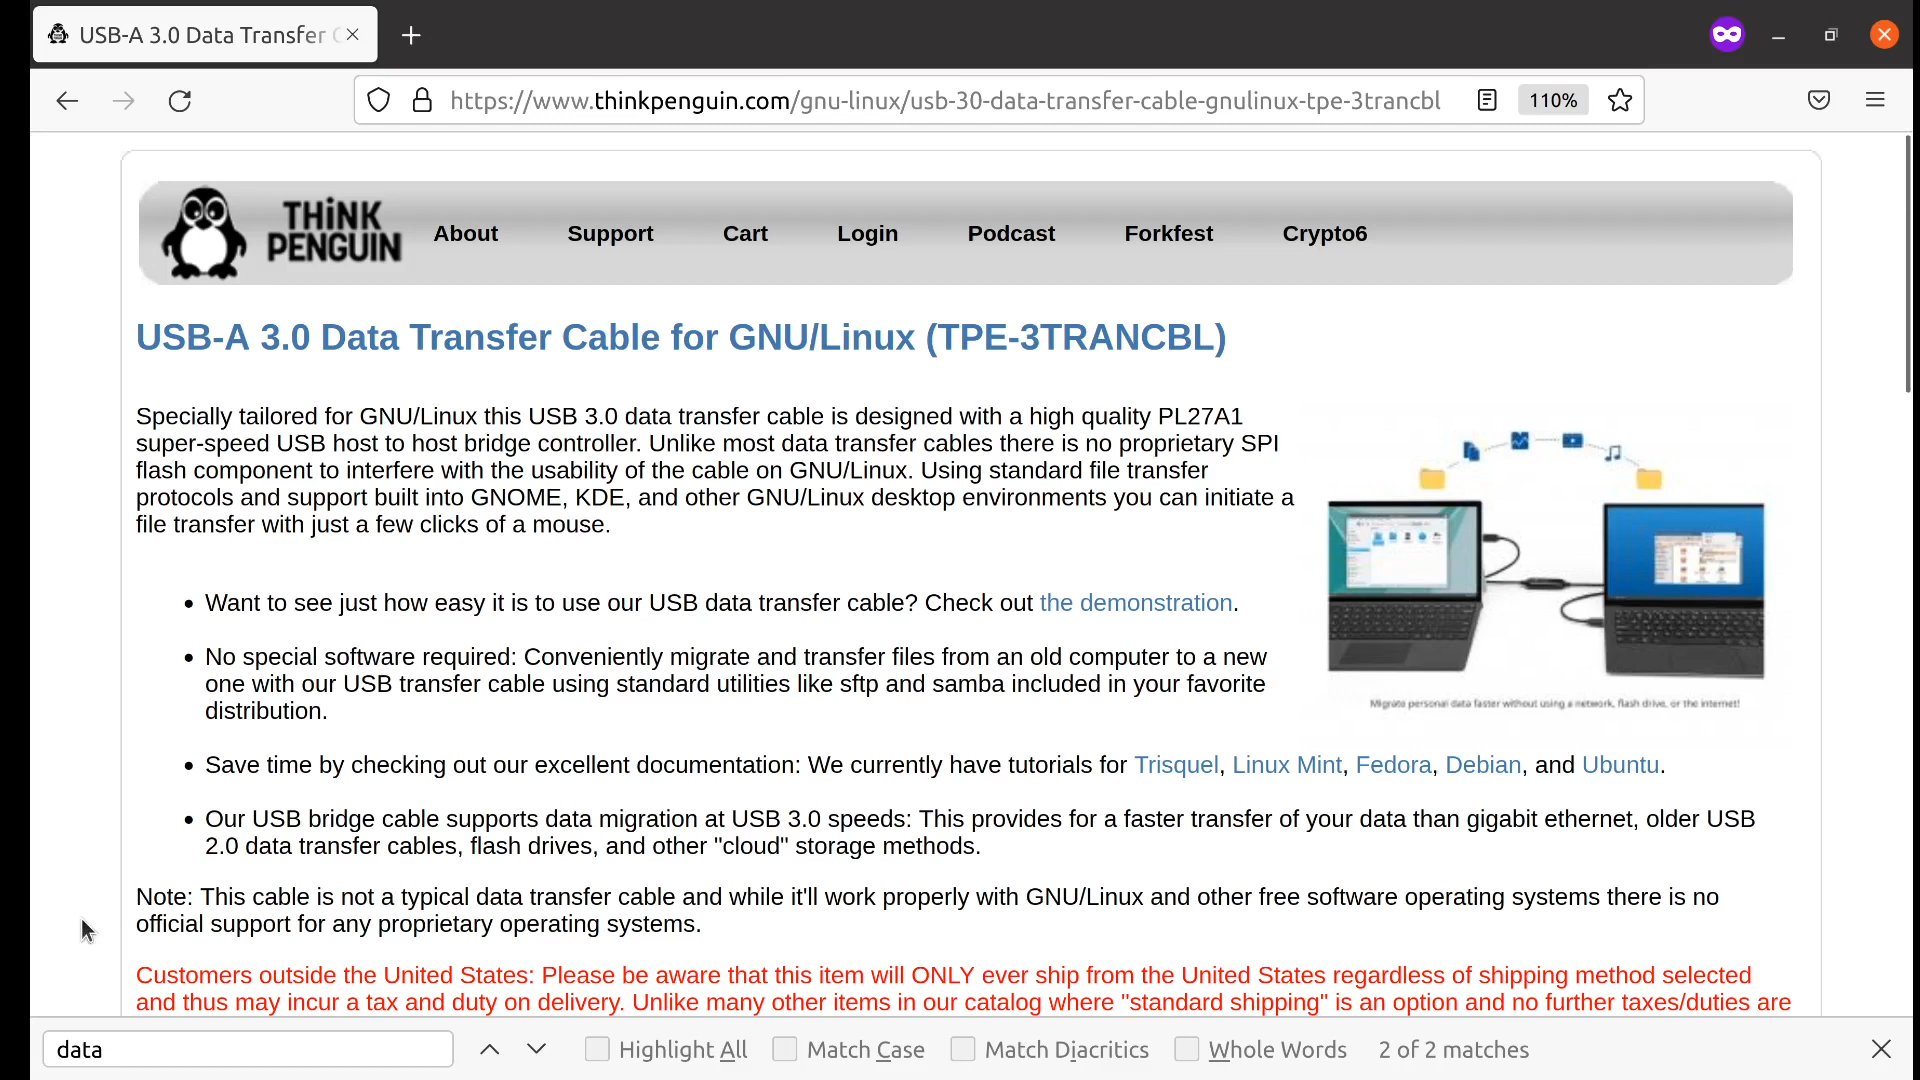 USB-A 3.0 Data Transfer C
https://www.thinkpenguin.com/gnu-linux/usb-30-data-transfer-cable-gnulinux-tpe-3trancbl
110%
THiNK
PENGUIN
About
Support
Cart
Login
Podcast
Forkfest
Crypto6
USB-A 3.0 Data Transfer Cable for GNU/Linux (TPE-3TRANCBL)
Specially tailored for GNU/Linux this USB 3.0 data transfer cable is designed with a high quality PL27A1
super-speed USB host to host bridge controller. Unlike most data transfer cables there is no proprietary SPI
flash component to interfere with the usability of the cable on GNU/Linux. Using standard file transfer
protocols and support built into GNOME, KDE, and other GNU/Linux desktop environments you can initiate a
file transfer with just a few clicks of a mouse.
• Want to see just how easy it is to use our USB data transfer cable? Check out the demonstration.
• No special software required: Conveniently migrate and transfer files from an old computer to a new
one with our USB transfer cable using standard utilities like sftp and samba included in your favorite
distribution.
Migrate personal data faster without using a network, flash drive, or the internet!
• Save time by checking out our excellent documentation: We currently have tutorials for Trisquel, Linux Mint, Fedora, Debian, and Ubuntu.
• Our USB bridge cable supports data migration at USB 3.0 speeds: This provides for a faster transfer of your data than gigabit ethernet, older USB
2.0 data transfer cables, flash drives, and other "cloud" storage methods.
Note: This cable is not a typical data transfer cable and while it'll work properly with GNU/Linux and other free software operating systems there is no
official support for any proprietary operating systems.
Customers outside the United States: Please be aware that this item will ONLY ever ship from the United States regardless of shipping method selected
and thus may incur a tax and duty on delivery. Unlike many other items in our catalog where "standard shipping" is an option and no further taxes/duties are
data
Highlight All
Match Case
Match Diacritics
Whole Words
2 of 2 matches